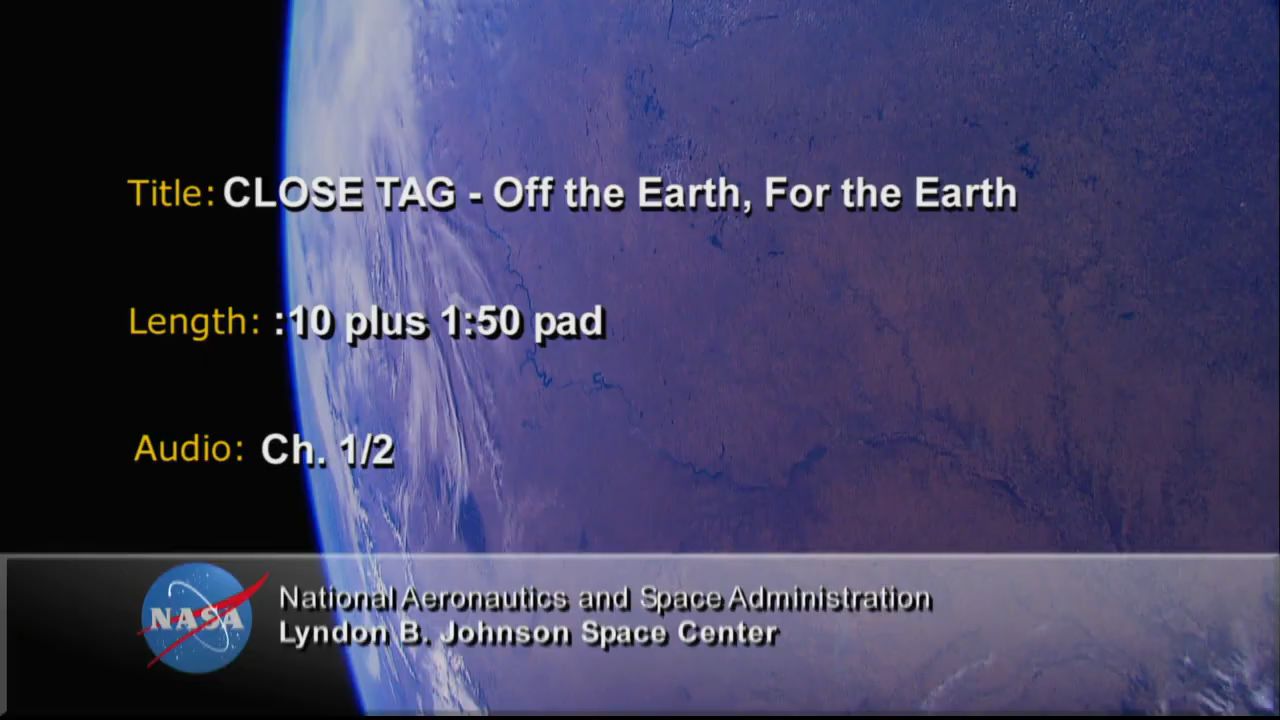 Title: CLOSE TAG - Off the Earth, For the Earth
Length: :10 plus 1:50 pad
Audio: Ch. 1/2
NASA
National Aeronautics and Space Administration
Lyndon B. Johnson Space Center